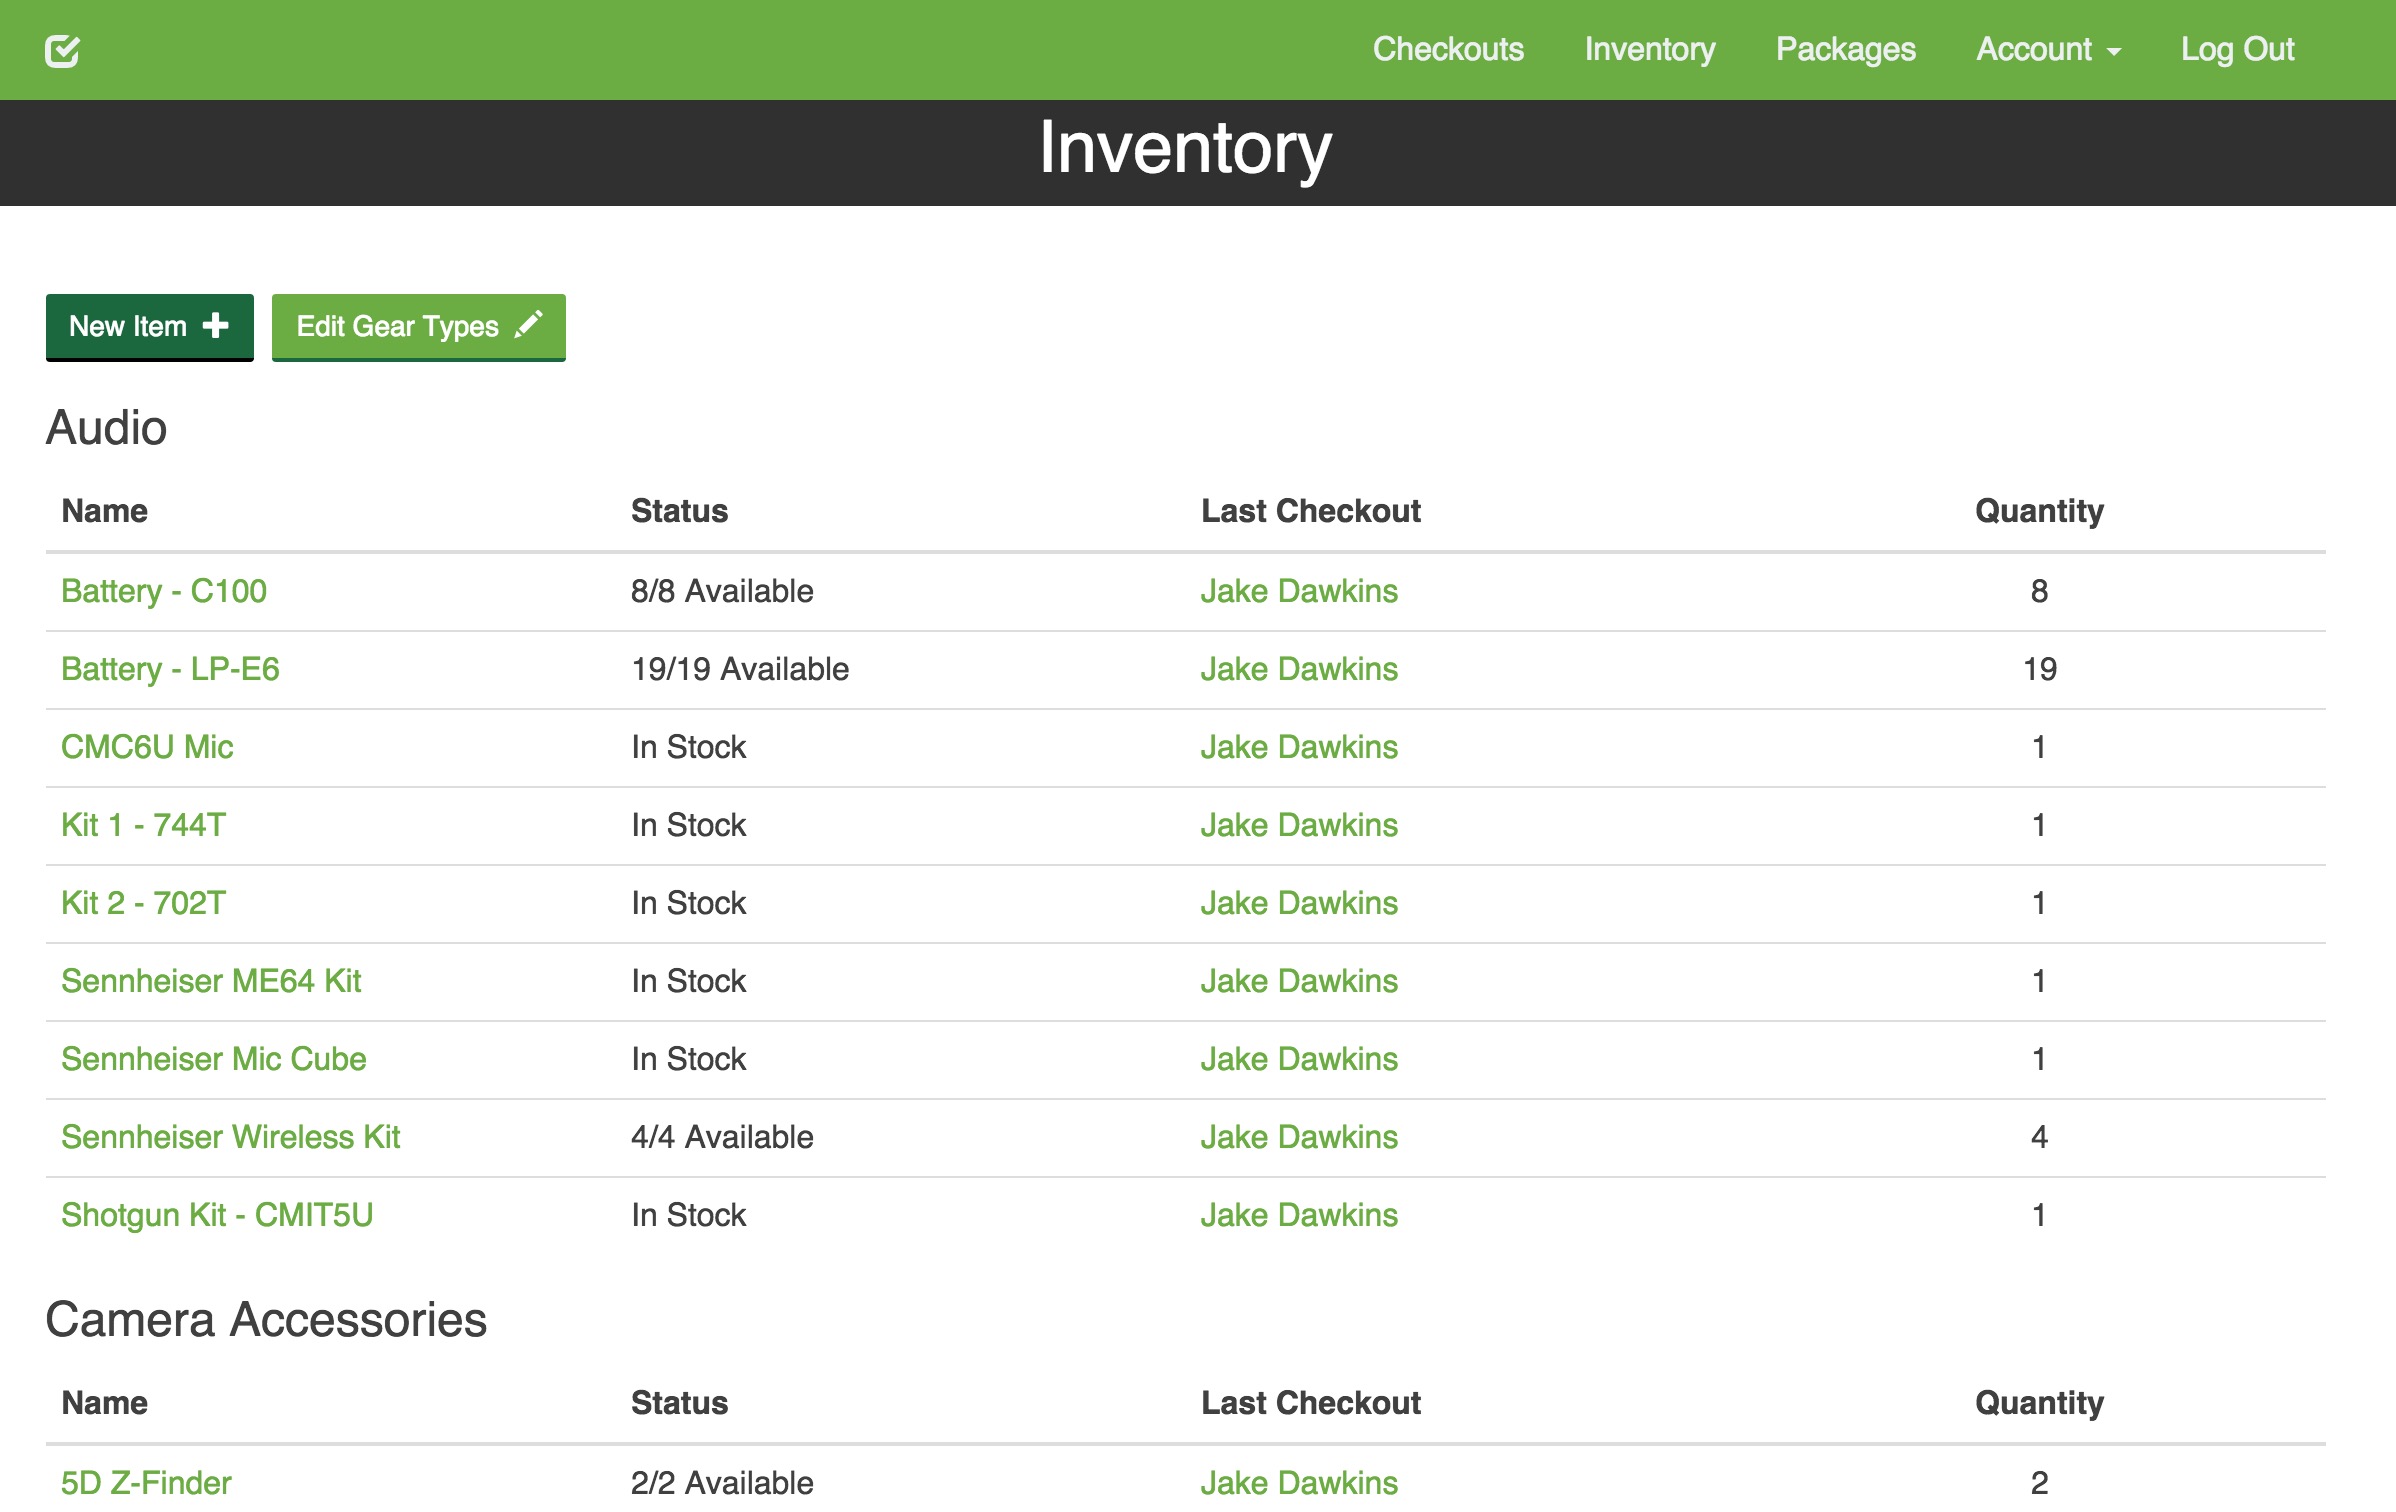 Checkouts Inventory Packages Account Log Out
Inventory
New Item Edit Gear Types
Audio
Name Status Last Checkout Quantity
Battery - C100 8/8 Available Jake Dawkins 8
Battery - LP-E6 19/19 Available Jake Dawkins 19
CMC6U Mic In Stock Jake Dawkins 1
Kit 1 - 744T In Stock Jake Dawkins 1
Kit 2 - 702T In Stock Jake Dawkins 1
Sennheiser ME64 Kit In Stock Jake Dawkins 1
Sennheiser Mic Cube In Stock Jake Dawkins 1
Sennheiser Wireless Kit 4/4 Available Jake Dawkins 4
Shotgun Kit - CMIT5U In Stock Jake Dawkins 1
Camera Accessories
Name Status Last Checkout Quantity
5D Z-Finder 2/2 Available Jake Dawkins 2